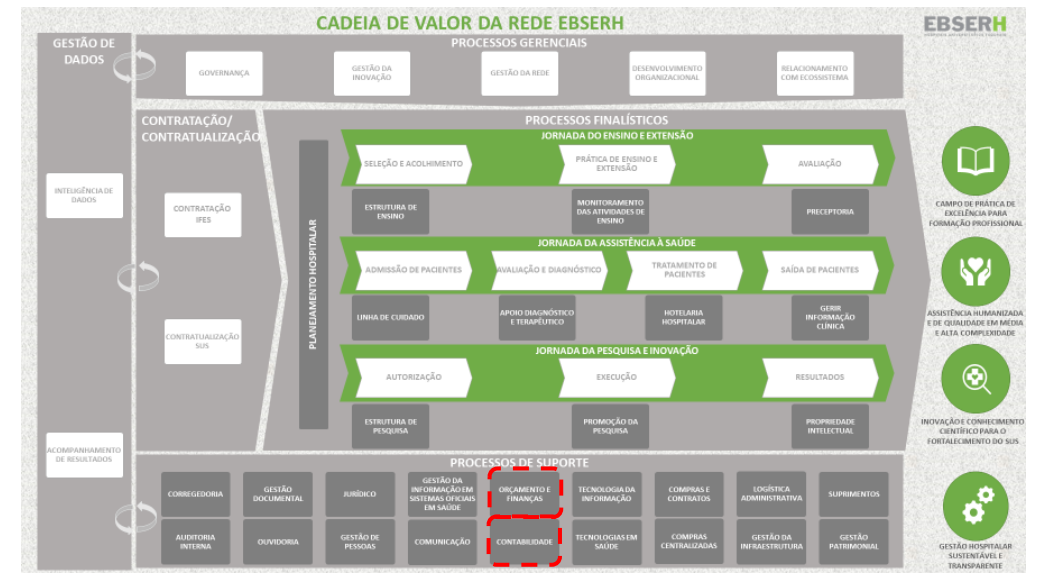 CADEIA DE VALOR DA REDE EBSERH
EBSERH
GESTÃO DE
DADOS
PROCESSOS GERENCIAIS
GOVERNANÇA
GESTÃO DA
INOVAÇÃO
GESTÃO DA REDE
DESENVOLVIMENTO
ORGANIZACIONAL
RELACIONAMENTO
COM ECOSSISTEMA
INTELIGÊNCIA DE
DADOS
ACOMPANHAMENTO
DE RESULTADOS
CONTRATAÇÃO/
CONTRATUALIZAÇÃO
CONTRATAÇÃO
IFES
CONTRATUALIZAÇÃO
SUS
PROCESSOS FINALÍSTICOS
PLANEJAMENTO HOSPITALAR
JORNADA DO ENSINO E EXTENSÃO
SELEÇÃO E ACOLHIMENTO
PRÁTICA DE ENSINO E
EXTENSÃO
AVALIAÇÃO
ESTRUTURA DE
ENSINO
MONITORAMENTO
DAS ATIVIDADES DE
ENSINO
PRECEPTORIA
JORNADA DA ASSISTÊNCIA À SAÚDE
ADMISSÃO DE PACIENTES
AVALIAÇÃO E DIAGNÓSTICO
TRATAMENTO DE
PACIENTES
SAÍDA DE PACIENTES
LINHA DE CUIDADO
APOIO DIAGNÓSTICO
E TERAPÊUTICO
HOTELARIA
HOSPITALAR
GERIR
INFORMAÇÃO
CLÍNICA
JORNADA DA PESQUISA E INOVAÇÃO
AUTORIZAÇÃO
EXECUÇÃO
RESULTADOS
ESTRUTURA DE
PESQUISA
PROMOÇÃO DA
PESQUISA
PROPRIEDADE
INTELECTUAL
PROCESSOS DE SUPORTE
CORREGEDORIA
GESTÃO
DOCUMENTAL
JURÍDICO
GESTÃO DA
INFORMAÇÃO EM
SISTEMAS OFICIAIS
EM SAÚDE
ORÇAMENTO E
FINANÇAS
TECNOLOGIA DA
INFORMAÇÃO
COMPRAS E
CONTRATOS
LOGÍSTICA
ADMINISTRATIVA
SUPRIMENTOS
AUDITORIA
INTERNA
OUVIDORIA
GESTÃO DE
PESSOAS
COMUNICAÇÃO
CONTABILIDADE
TECNOLOGIAS EM
SAÚDE
COMPRAS
CENTRALIZADAS
GESTÃO DA
INFRAESTRUTURA
GESTÃO
PATRIMONIAL
CAMPO DE PRÁTICA DE
EXCELÊNCIA PARA
FORMAÇÃO PROFISSIONAL
ASSISTÊNCIA HUMANIZADA
E DE QUALIDADE EM MÉDIA
E ALTA COMPLEXIDADE
INOVAÇÃO E CONHECIMENTO
CIENTÍFICO PARA O
FORTALECIMENTO DO SUS
GESTÃO HOSPITALAR
SUSTENTÁVEL E
TRANSPARENTE